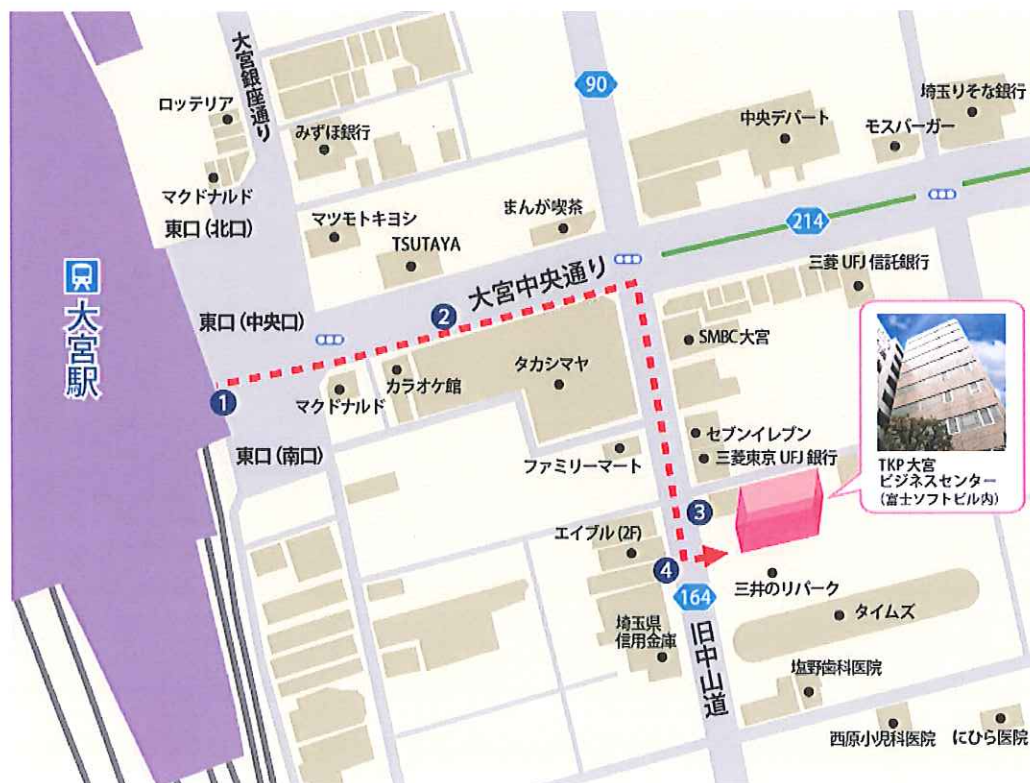 大宮銀座通り
90
埼玉りそな銀行
ロッテリア
中央デパート
モスバーガー
みずほ銀行
マクドナルド
東口(北口)
まんが喫茶
マツモトキヨシ
214
TSUTAYA
三菱UFJ信託銀行
大宮駅
大宮中央通り
東口(中央口)
2
SMBC大宮
タカシマヤ
カラオケ館
1
マクドナルド
セブンイレブン
東口(南口)
ファミリーマート
三菱東京UFJ銀行
TKP大宮
ビジネスセンター
(富士ソフトビル内)
3
エイブル(2F)
4
三井のリパーク
164
タイムズ
埼玉県
信用金庫
旧中山道
塩野歯科医院
西原小児科医院
にひら医院